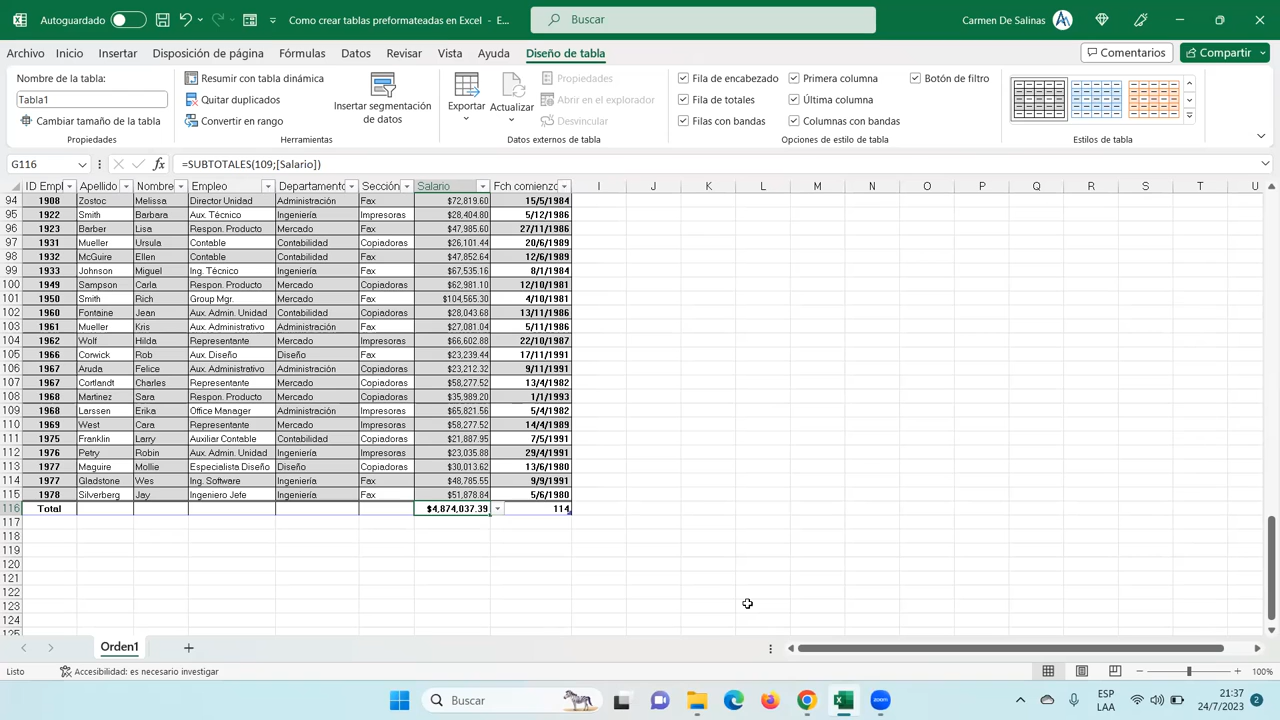 Autoguardado Como crear tablas preformateadas en Excel - E... Buscar Carmen De Salinas
Archivo Inicio Insertar Disposición de página Fórmulas Datos Revisar Vista Ayuda Diseño de tabla Comentarios Compartir
Nombre de la tabla: Resumir con tabla dinámica Propiedades Fila de encabezado Primera columna Botón de filtro
Tabla1 Quitar duplicados Insertar segmentación de datos Exportar Actualizar Abrir en el explorador Fila de totales Última columna
Cambiar tamaño de la tabla Convertir en rango Desvincular Filas con bandas Columnas con bandas
Propiedades Herramientas Datos externos de tabla Opciones de estilo de tabla Estilos de tabla
G116 fx =SUBTOTALES(109;[Salario])
ID Empl Apellido Nombre Empleo Departamento Sección Salario Fch comienzo I J K L M N O P Q R S T U
94 1908 Zostoc Melissa Director Unidad Administración Fax $72,819.60 15/5/1984
95 1922 Smith Barbara Aux. Técnico Ingeniería Impresoras $28,404.80 5/12/1986
96 1923 Barber Lisa Respon. Producto Mercado Fax $47,985.60 27/11/1986
97 1931 Mueller Ursula Contable Contabilidad Copiadoras $26,101.44 20/6/1989
98 1932 McGuire Ellen Contable Contabilidad Fax $47,852.64 12/6/1989
99 1933 Johnson Miguel Ing. Técnico Ingeniería Fax $67,535.16 8/1/1984
100 1949 Sampson Carla Respon. Producto Mercado Copiadoras $62,981.10 12/10/1981
101 1950 Smith Rich Group Mgr. Mercado Fax $104,565.30 4/10/1981
102 1960 Fontaine Jean Aux. Admin. Unidad Contabilidad Copiadoras $28,043.68 13/11/1986
103 1961 Mueller Kris Aux. Administrativo Administración Fax $27,081.04 5/11/1986
104 1962 Wolf Hilda Representante Mercado Impresoras $66,602.88 22/10/1987
105 1966 Corwick Rob Aux. Diseño Diseño Fax $23,239.44 17/11/1991
106 1967 Aruda Felice Aux. Administrativo Administración Copiadoras $23,212.32 9/11/1991
107 1967 Cortlandt Charles Representante Mercado Copiadoras $58,277.52 13/4/1982
108 1968 Martinez Sara Respon. Producto Mercado Copiadoras $35,989.20 1/1/1993
109 1968 Larssen Erika Office Manager Administración Impresoras $65,821.56 5/4/1982
110 1969 West Cara Representante Mercado Impresoras $58,277.52 14/4/1989
111 1975 Franklin Larry Auxiliar Contable Contabilidad Copiadoras $21,887.95 7/5/1991
112 1976 Petry Robin Aux. Admin. Unidad Ingeniería Impresoras $23,035.88 29/4/1991
113 1977 Maguire Mollie Especialista Diseño Diseño Copiadoras $30,013.62 13/6/1980
114 1977 Gladstone Wes Ing. Software Ingeniería Fax $48,785.55 9/9/1991
115 1978 Silverberg Jay Ingeniero Jefe Ingeniería Fax $51,878.84 5/6/1980
116 Total $4,874,037.39 114
117
118
119
120
121
122
123
124
125
Orden1
Listo Accesibilidad: es necesario investigar 100%
Buscar zoom ESP LAA 21:37 24/7/2023 2